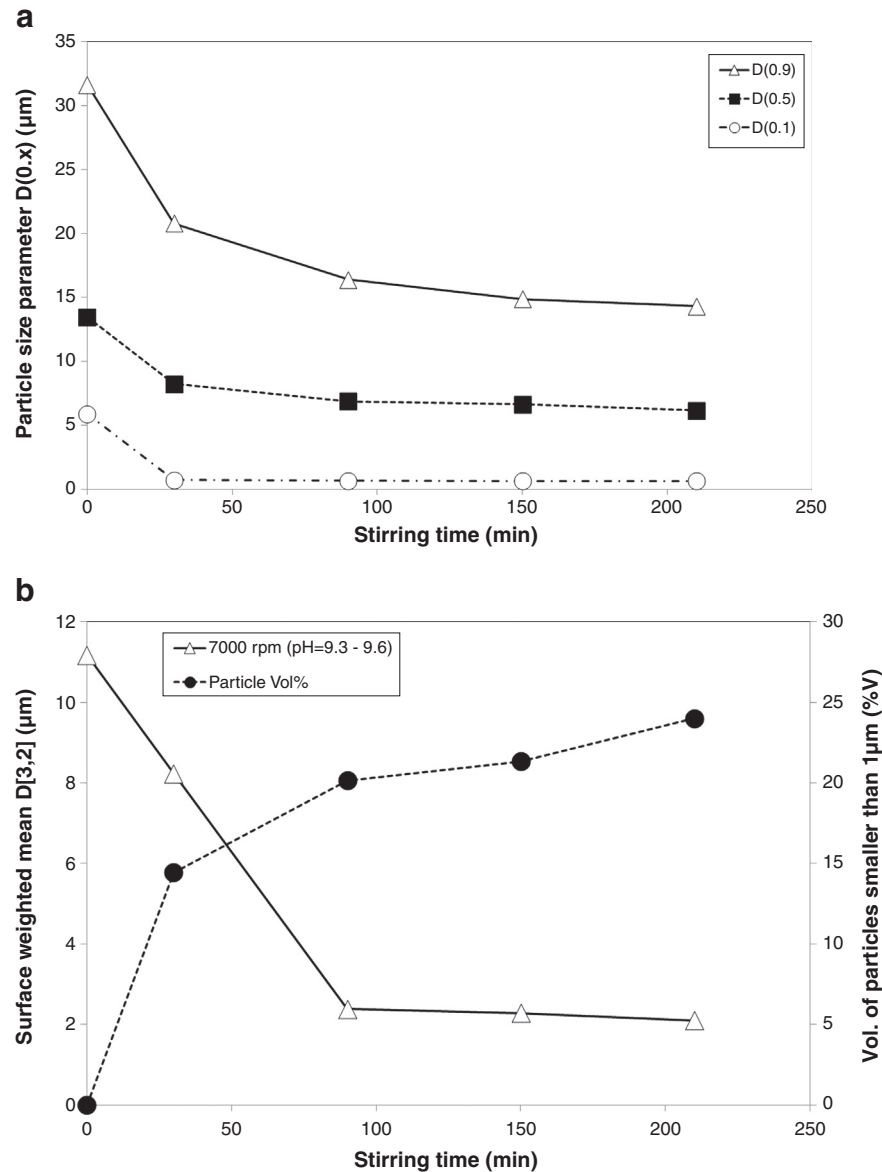 a
Particle size parameter D(0.x) (µm)
35
30
25
20
15
10
5
0
D(0.9)
D(0.5)
D(0.1)
0
50
100
150
200
250
Stirring time (min)
b
Surface weighted mean D[3,2] (µm)
12
10
8
6
4
2
0
7000 rpm (pH=9.3 - 9.6)
Particle Vol%
30
25
20
15
10
5
0
Vol. of particles smaller than 1µm (%V)
0
50
100
150
200
250
Stirring time (min)